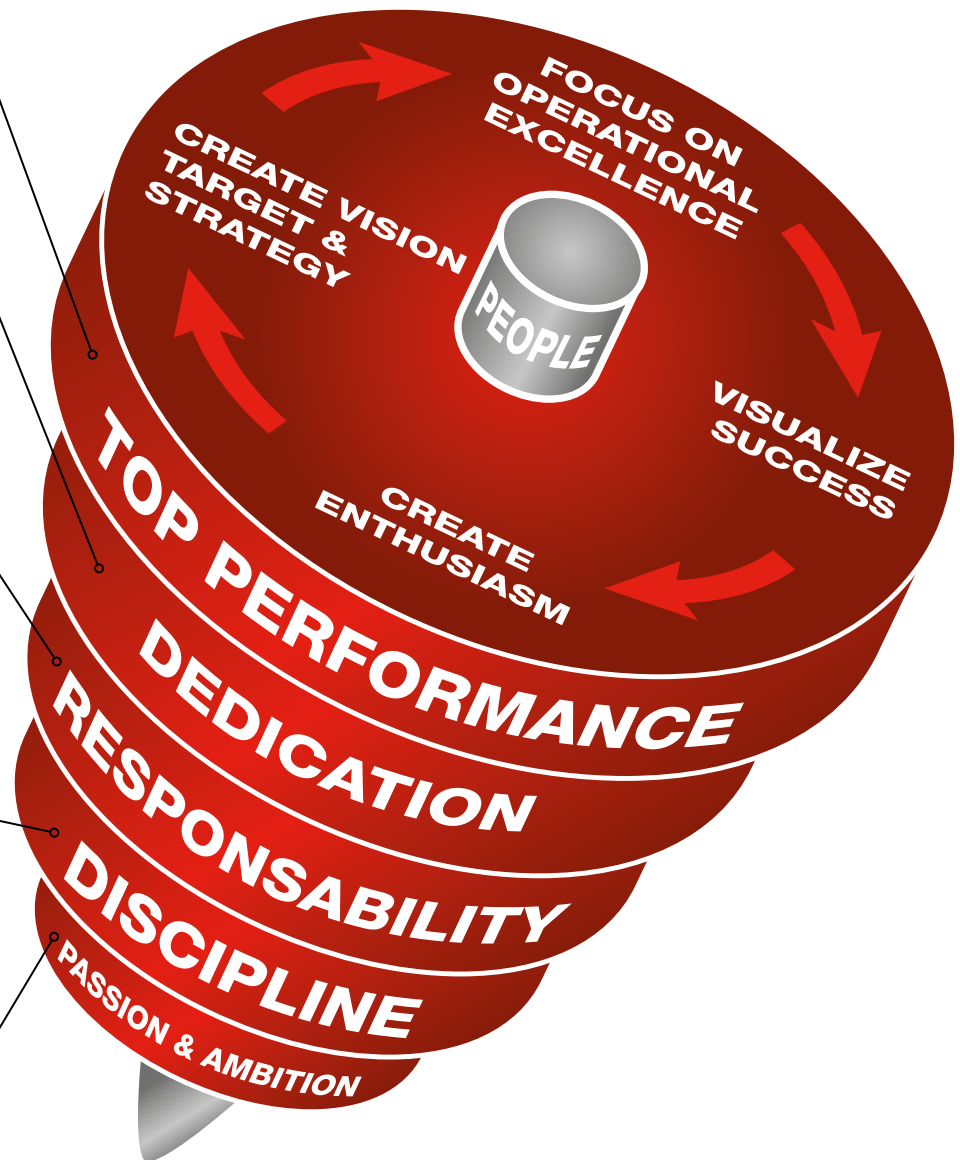 FOCUS ON
OPERATIONAL
EXCELLENCE
CREATE VISION
TARGET &
STRATEGY
PEOPLE
VISUALIZE
SUCCESS
CREATE
ENTHUSIASM
TOP PERFORMANCE
DEDICATION
RESPONSABILITY
DISCIPLINE
PASSION & AMBITION